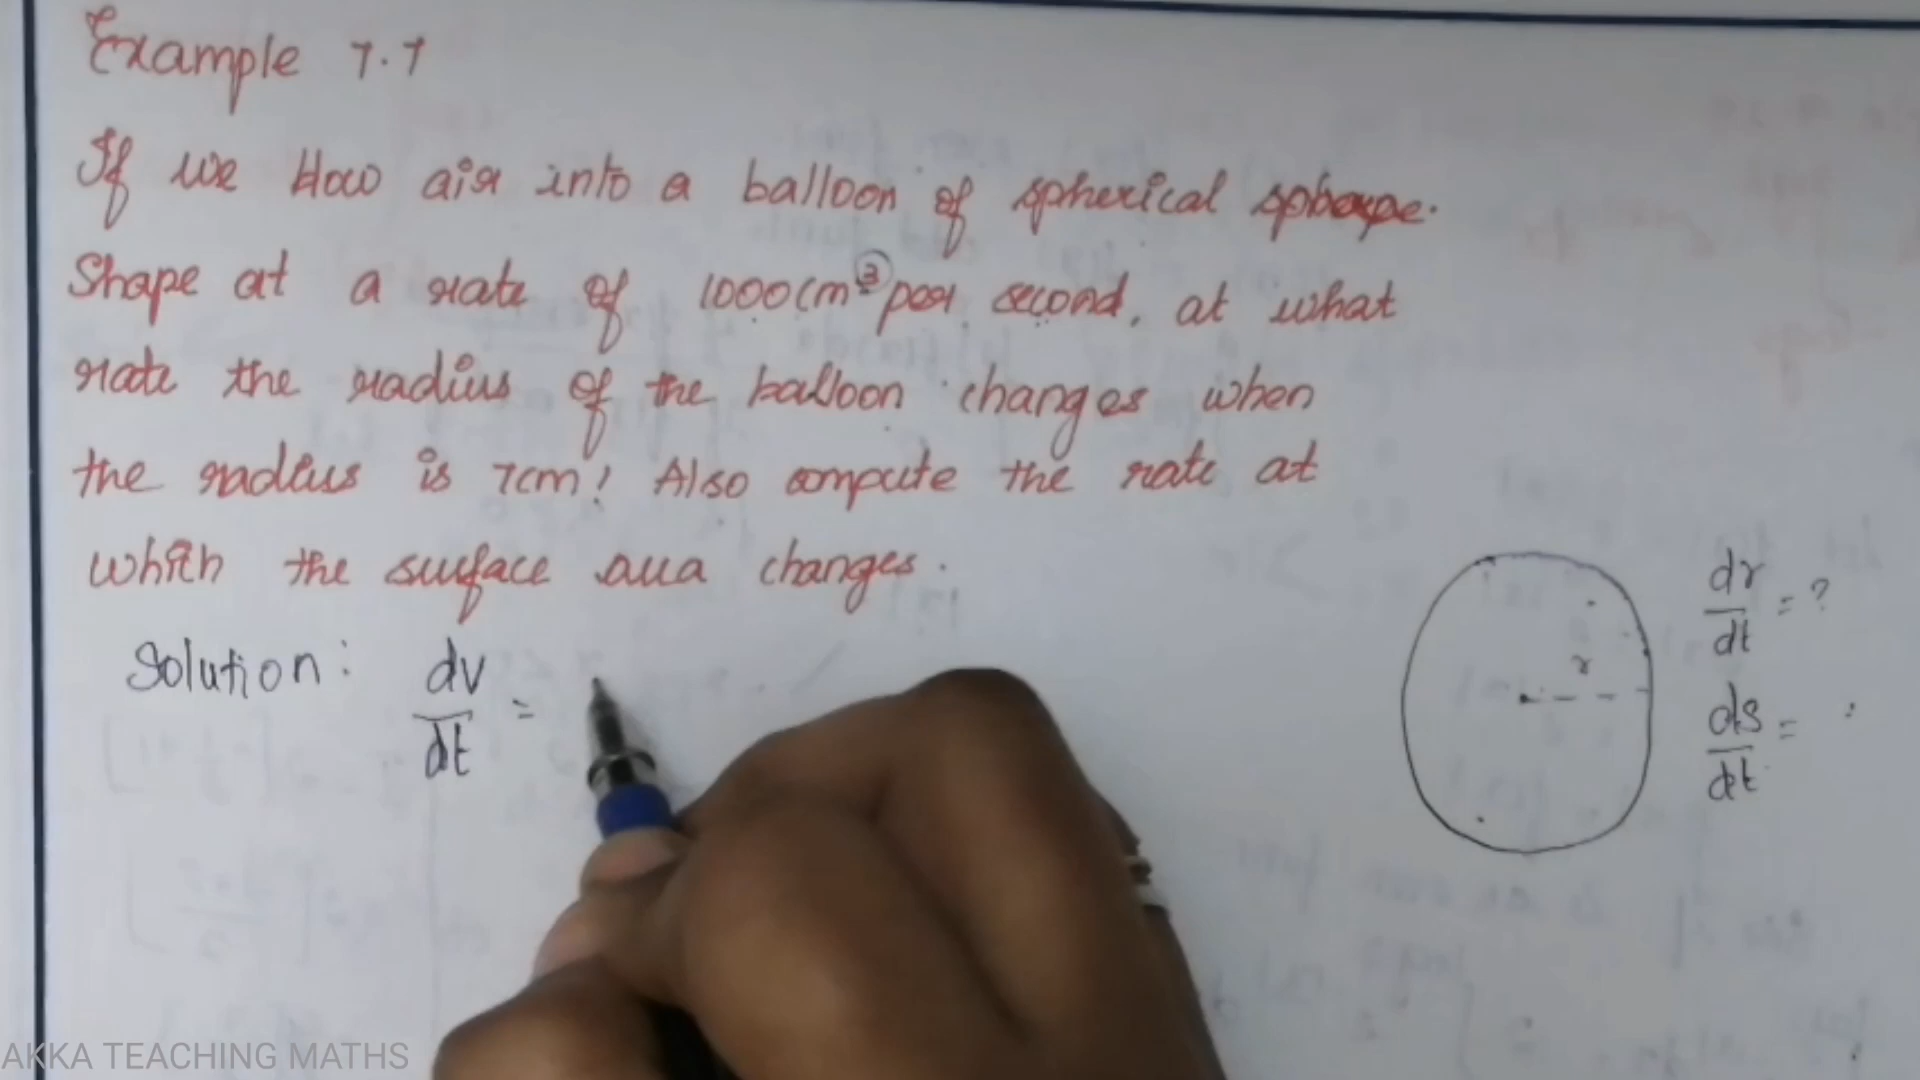 Example 7.7
If we blow air into a balloon of spherical
Shape at a rate of 1000cm³ per second, at what
rate the radius of the balloon changes when
the radius is 7cm? Also compute the rate at
which the surface area changes.
Solution: dv/dt =
r
dr/dt = ?
ds/dt =
AKKA TEACHING MATHS